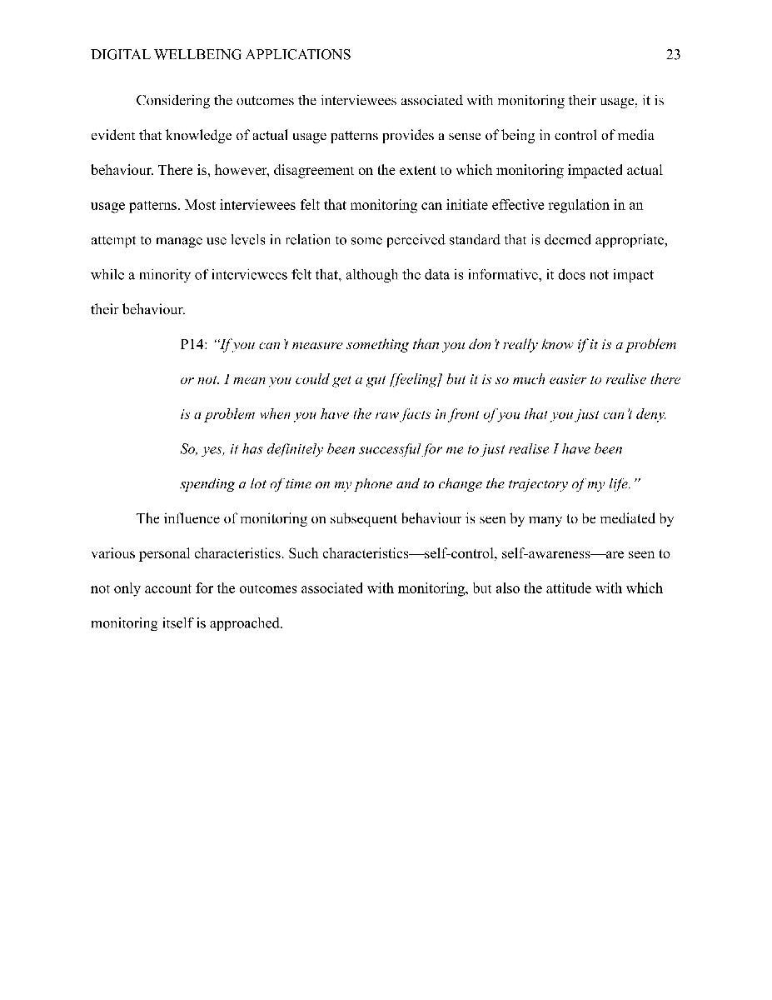 DIGITAL WELLBEING APPLICATIONS 23
Considering the outcomes the interviewees associated with monitoring their usage, it is
evident that knowledge of actual usage patterns provides a sense of being in control of media
behaviour. There is, however, disagreement on the extent to which monitoring impacted actual
usage patterns. Most interviewees felt that monitoring can initiate effective regulation in an
attempt to manage use levels in relation to some perceived standard that is deemed appropriate,
while a minority of interviewees felt that, although the data is informative, it does not impact
their behaviour.
P14: “If you can’t measure something than you don’t really know if it is a problem
or not. I mean you could get a gut [feeling] but it is so much easier to realise there
is a problem when you have the raw facts in front of you that you just can’t deny.
So, yes, it has definitely been successful for me to just realise I have been
spending a lot of time on my phone and to change the trajectory of my life.”
The influence of monitoring on subsequent behaviour is seen by many to be mediated by
various personal characteristics. Such characteristics—self-control, self-awareness—are seen to
not only account for the outcomes associated with monitoring, but also the attitude with which
monitoring itself is approached.